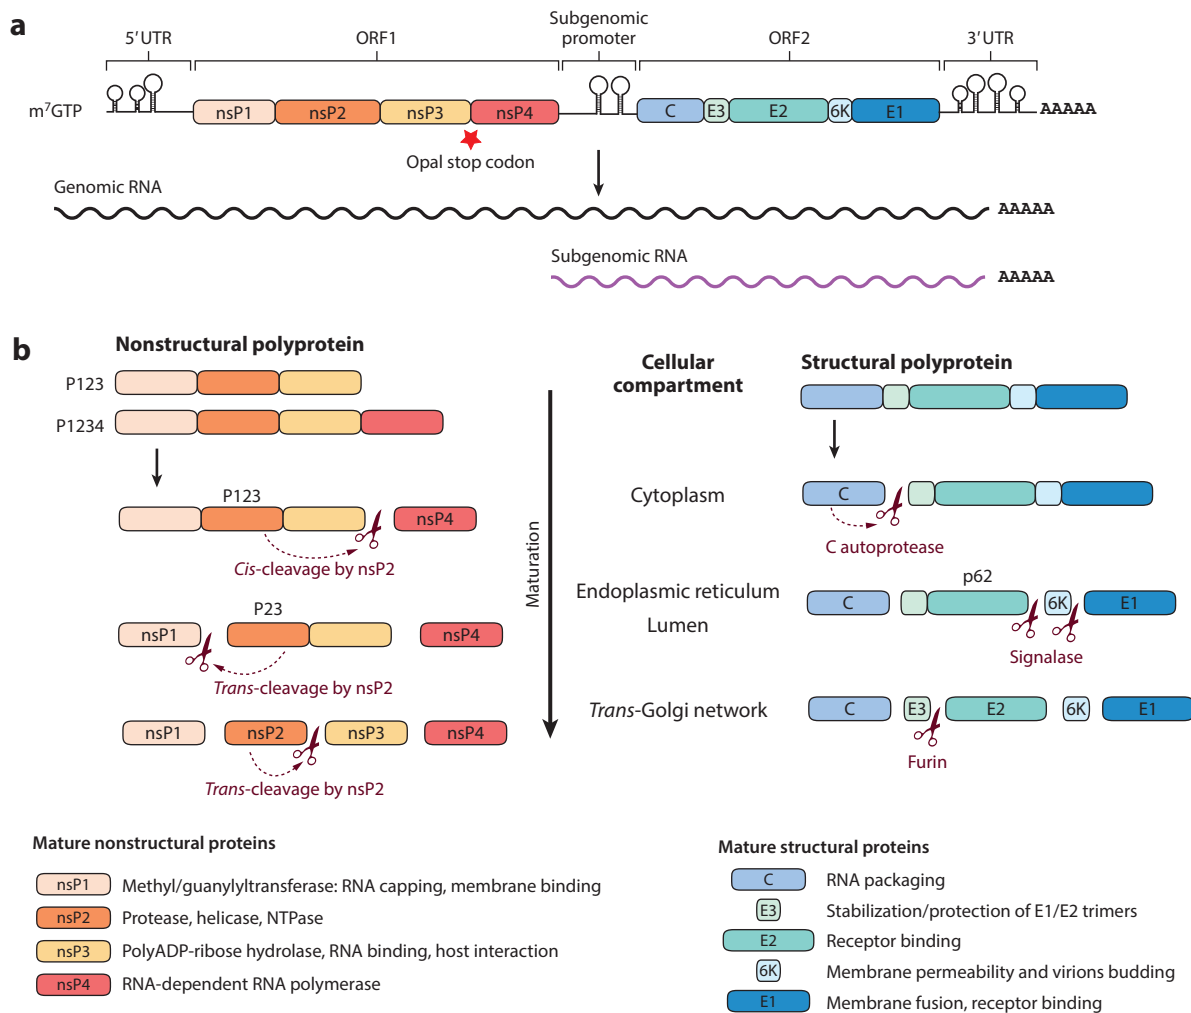 a
Subgenomic
promoter
5′UTR
ORF1
ORF2
3′UTR
m⁷GTP
nsP1
nsP2
nsP3
nsP4
C
E3
E2
6K
E1
AAAAA
Opal stop codon
Genomic RNA
AAAAA
Subgenomic RNA
AAAAA
b
Nonstructural polyprotein
P123
P1234
P123
nsP4
Cis-cleavage by nsP2
P23
nsP1
nsP4
Trans-cleavage by nsP2
nsP1
nsP2
nsP3
nsP4
Trans-cleavage by nsP2
Maturation
Cellular
compartment
Structural polyprotein
Cytoplasm
C
C autoprotease
Endoplasmic reticulum
Lumen
p62
C
6K
E1
Signalase
Trans-Golgi network
C
E3
E2
6K
E1
Furin
Mature nonstructural proteins
nsP1 Methyl/guanylyltransferase: RNA capping, membrane binding
nsP2 Protease, helicase, NTPase
nsP3 PolyADP-ribose hydrolase, RNA binding, host interaction
nsP4 RNA-dependent RNA polymerase
Mature structural proteins
C RNA packaging
E3 Stabilization/protection of E1/E2 trimers
E2 Receptor binding
6K Membrane permeability and virions budding
E1 Membrane fusion, receptor binding